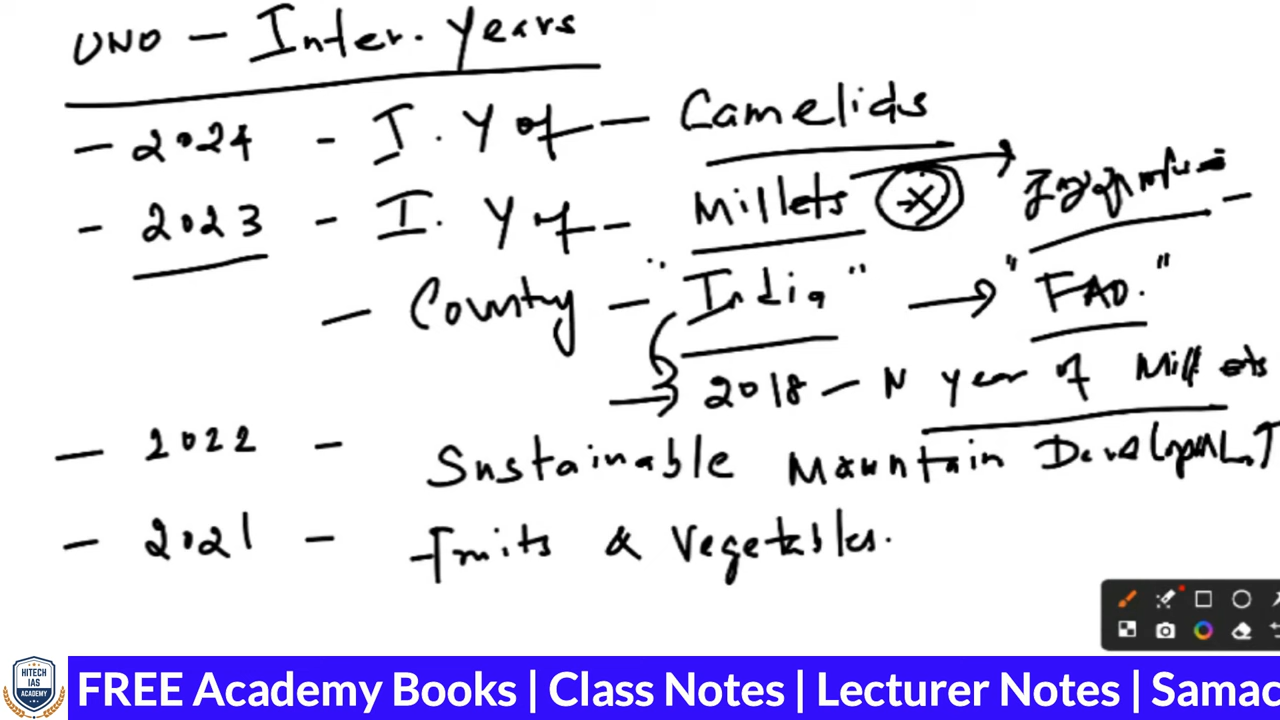 UNO - Inter. Years
- 2024 - I. Y of - Camelids
- 2023 - I. Y of - Millets
- Country - "India" → "FAO."
→ 2018 - N year of Millets
- 2022 - Sustainable Mountain Development
- 2021 - Fruits & Vegetables.
HITECH
IAS
ACADEMY
FREE Academy Books | Class Notes | Lecturer Notes | Samac